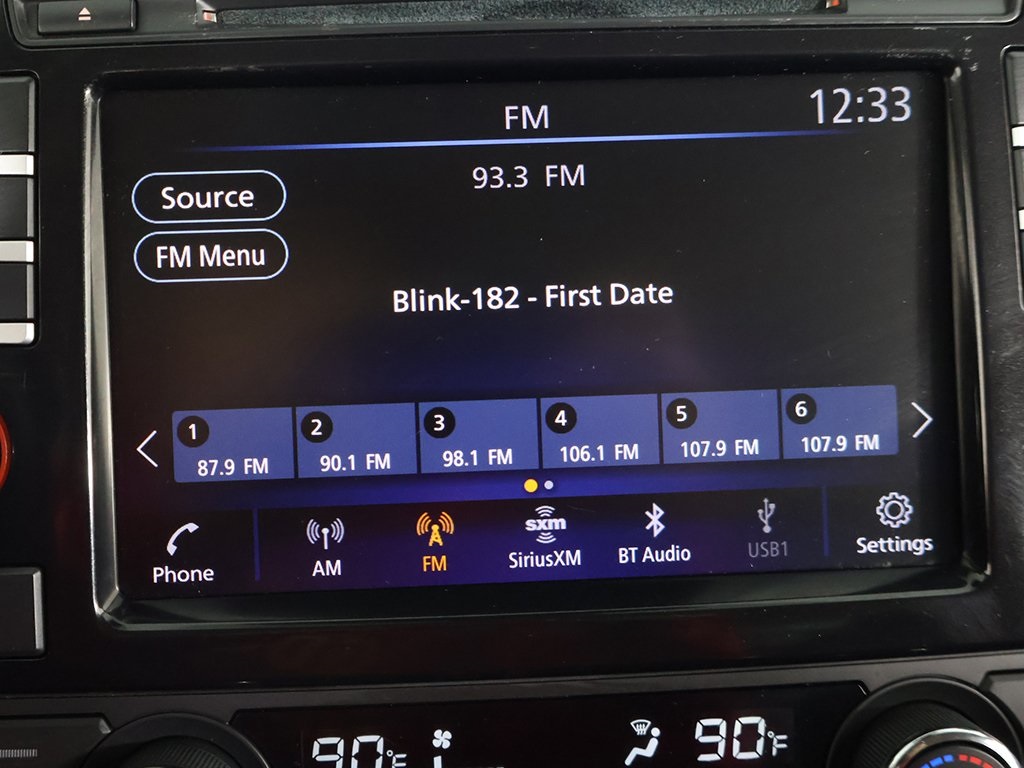 FM
12:33
93.3 FM
Source
FM Menu
Blink-182 - First Date
1
87.9 FM
2
90.1 FM
3
98.1 FM
4
106.1 FM
5
107.9 FM
6
107.9 FM
Phone
AM
FM
sxm
SiriusXM
BT Audio
USB1
Settings
90°F
90°F